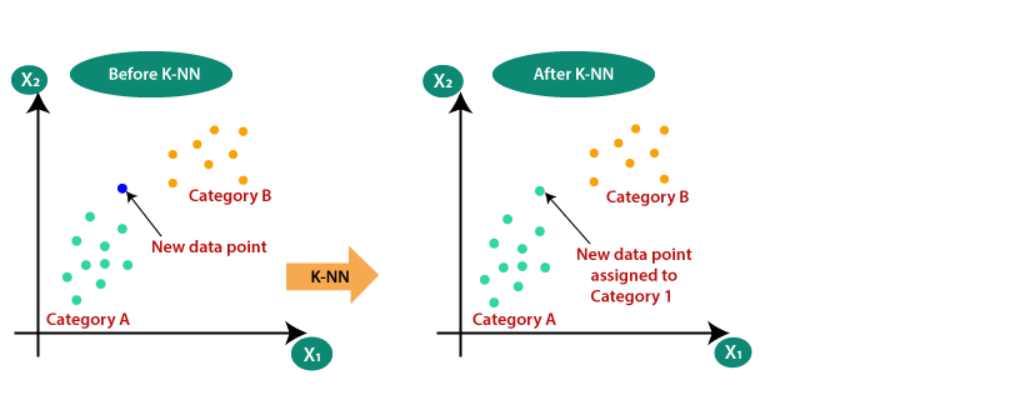 Before K-NN
X₂
Category B
New data point
Category A
X₁
K-NN
After K-NN
X₂
Category B
New data point
assigned to
Category 1
Category A
X₁